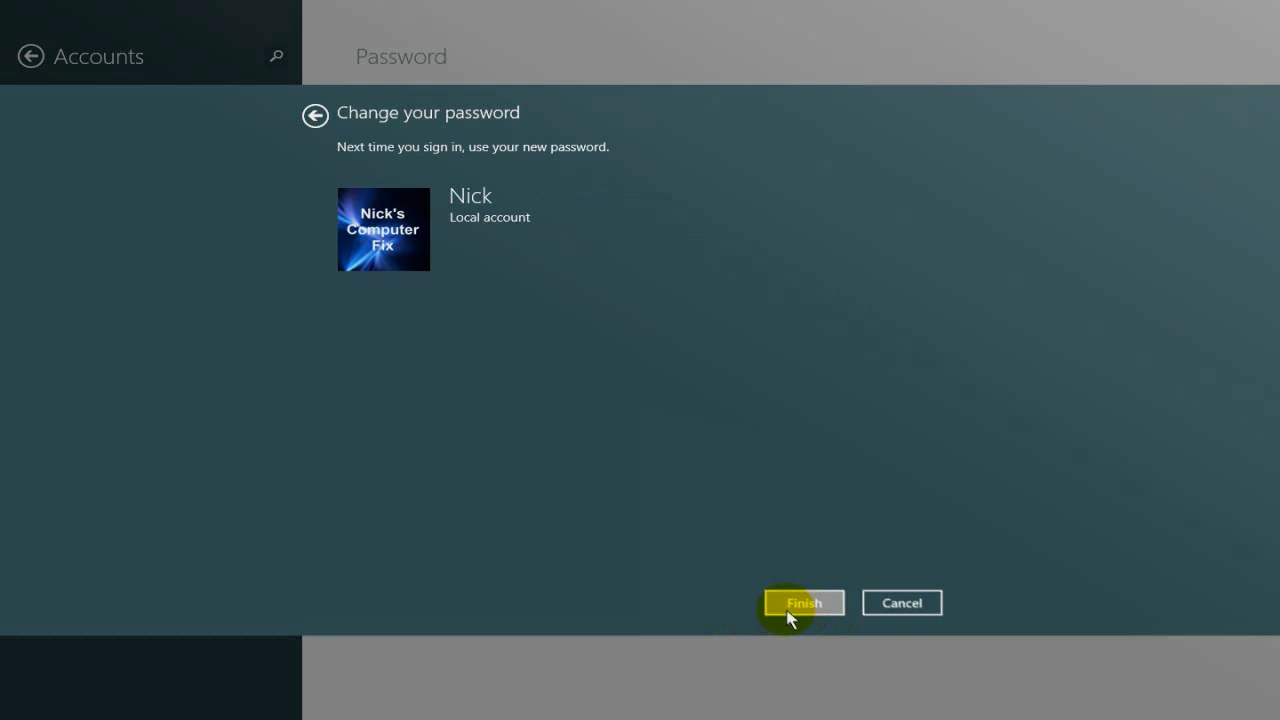 Accounts
Password
Change your password
Next time you sign in, use your new password.
Nick's
Computer
Fix
Nick
Local account
Finish
Cancel